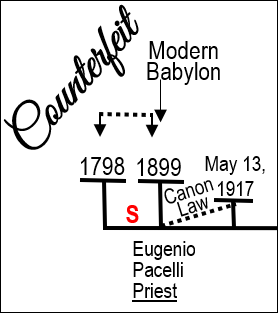 Counterfeit
Modern
Babylon
1798
1899
May 13,
1917
Canon
Law
S
Eugenio
Pacelli
Priest